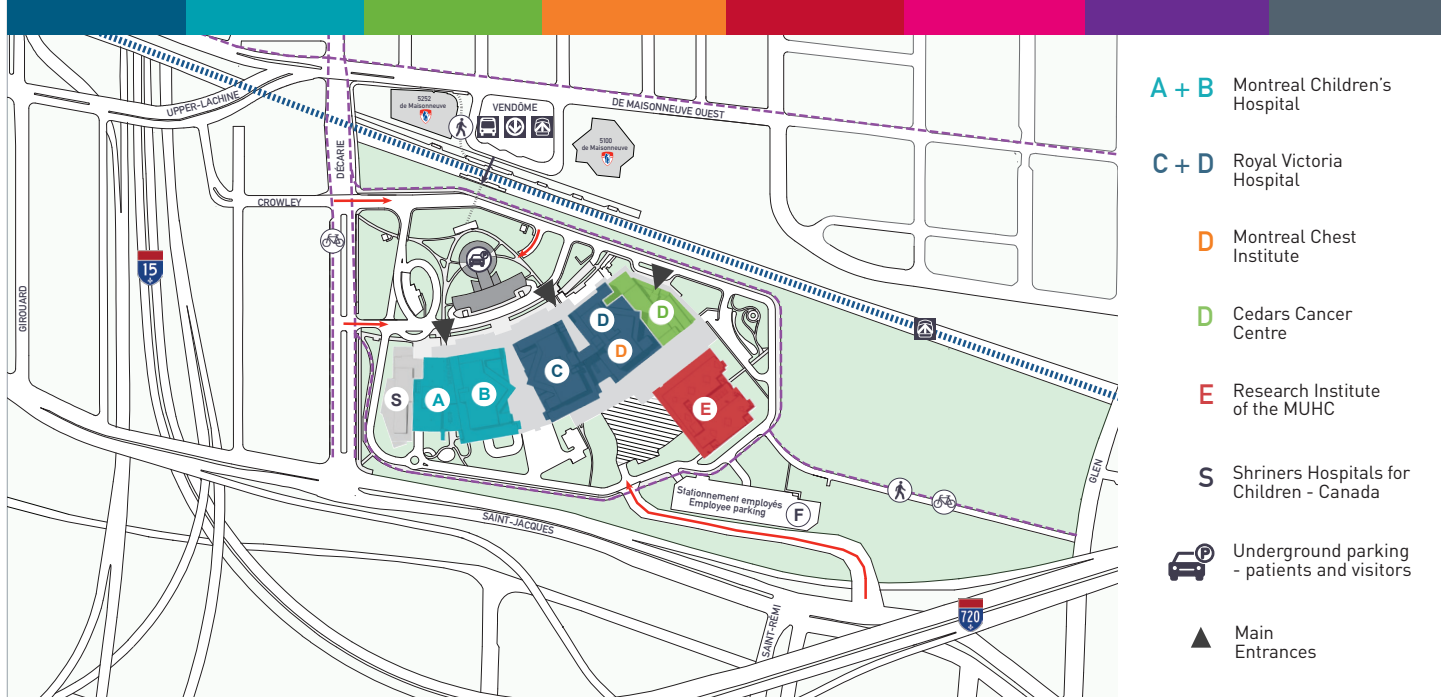 UPPER-LACHINE
5252
de Maisonneuve
VENDÔME
DE MAISONNEUVE OUEST
5100
de Maisonneuve
DÉCARIE
CROWLEY
15
GIROUARD
D
D
D
C
B
A
S
E
Stationnement employés
Employee parking
F
GLEN
SAINT-JACQUES
SAINT-RÉMI
720
A + B Montreal Children's
Hospital
C + D Royal Victoria
Hospital
D Montreal Chest
Institute
D Cedars Cancer
Centre
E Research Institute
of the MUHC
S Shriners Hospitals for
Children - Canada
P Underground parking
- patients and visitors
Main
Entrances